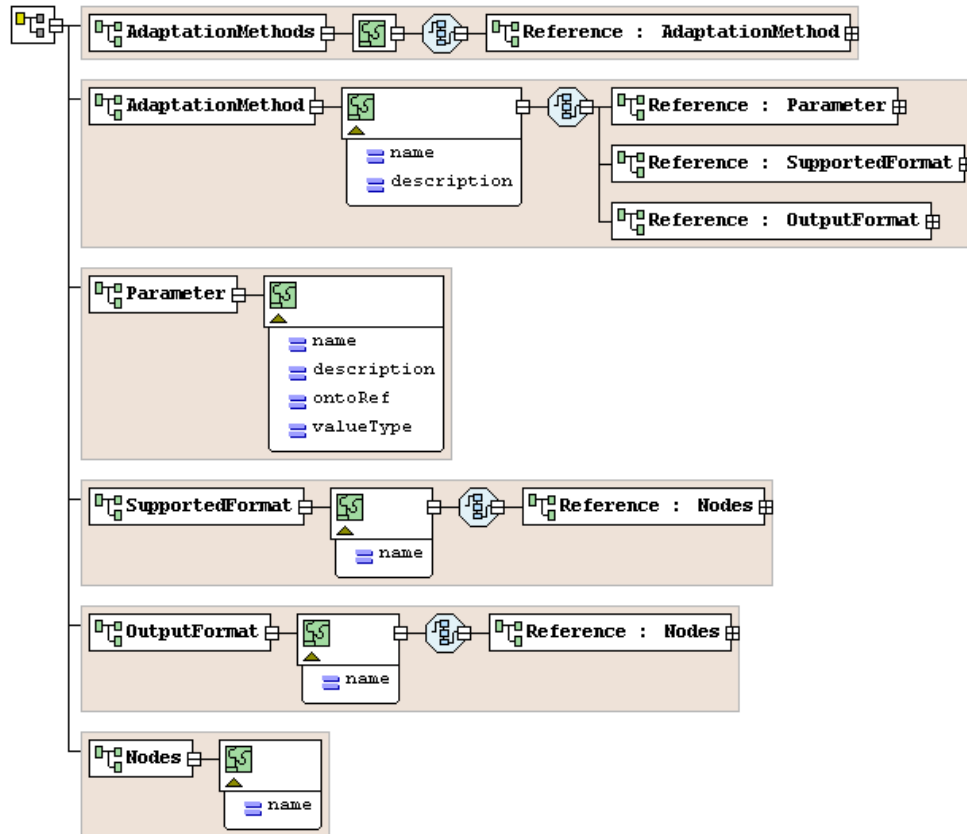 AdaptationMethods
Reference : AdaptationMethod
AdaptationMethod
name
description
Reference : Parameter
Reference : SupportedFormat
Reference : OutputFormat
Parameter
name
description
ontoRef
valueType
SupportedFormat
name
Reference : Nodes
OutputFormat
name
Reference : Nodes
Nodes
name